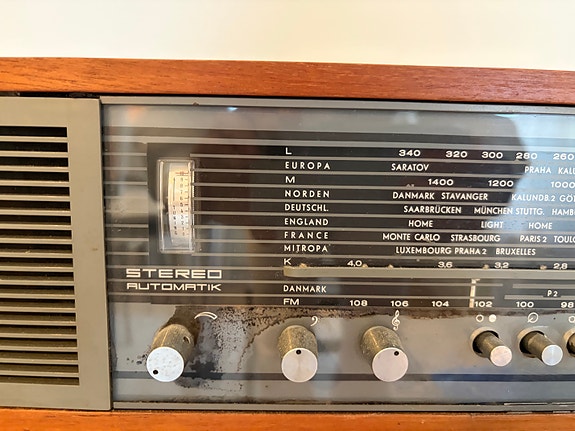 L 340 320 300 280 260
EUROPA SARATOV PRAHA
M 1400 1200 1000
NORDEN DANMARK STAVANGER KALUNDB.2
DEUTSCHL SAARBRÜCKEN MÜNCHEN STUTTG.
ENGLAND HOME LIGHT HOME
FRANCE MONTE CARLO STRASBOURG PARIS 2
MITROPA LUXEMBOURG PRAHA 2 BRUXELLES
K 4,0 3,6 3,2 2,8
STEREO
AUTOMATIK
DANMARK P2
FM 108 106 104 102 100 98